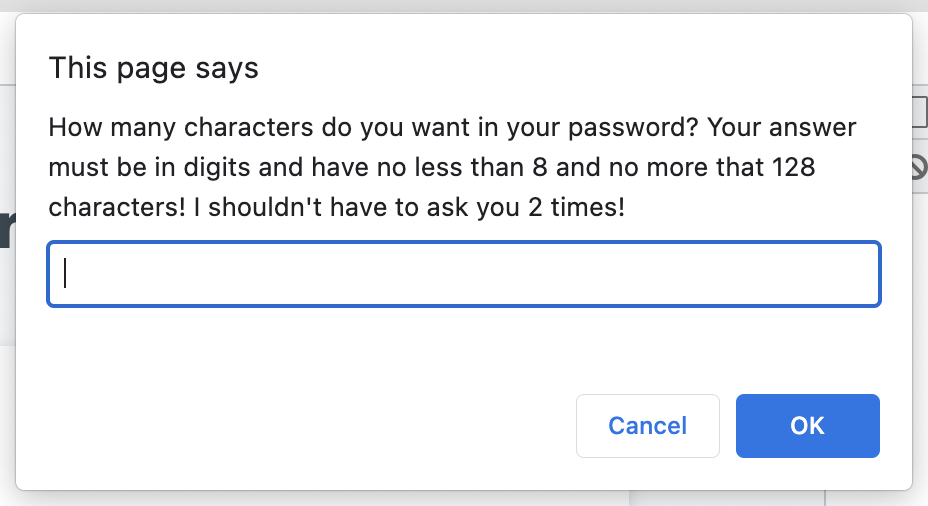 This page says
How many characters do you want in your password? Your answer
must be in digits and have no less than 8 and no more that 128
characters! I shouldn't have to ask you 2 times!
Cancel
OK